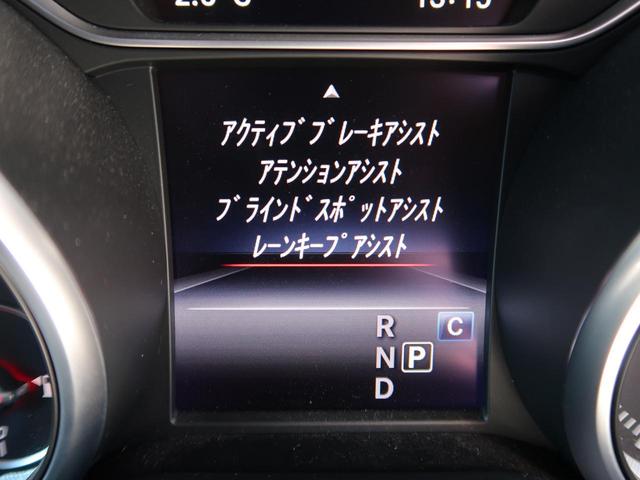 ｱｸﾃｨﾌﾞﾌﾞﾚｰｷｱｼｽﾄ
ｱﾃﾝｼｮﾝｱｼｽﾄ
ﾌﾞﾗｲﾝﾄﾞｽﾎﾟｯﾄｱｼｽﾄ
ﾚｰﾝｷｰﾌﾟｱｼｽﾄ
R C
N P
D